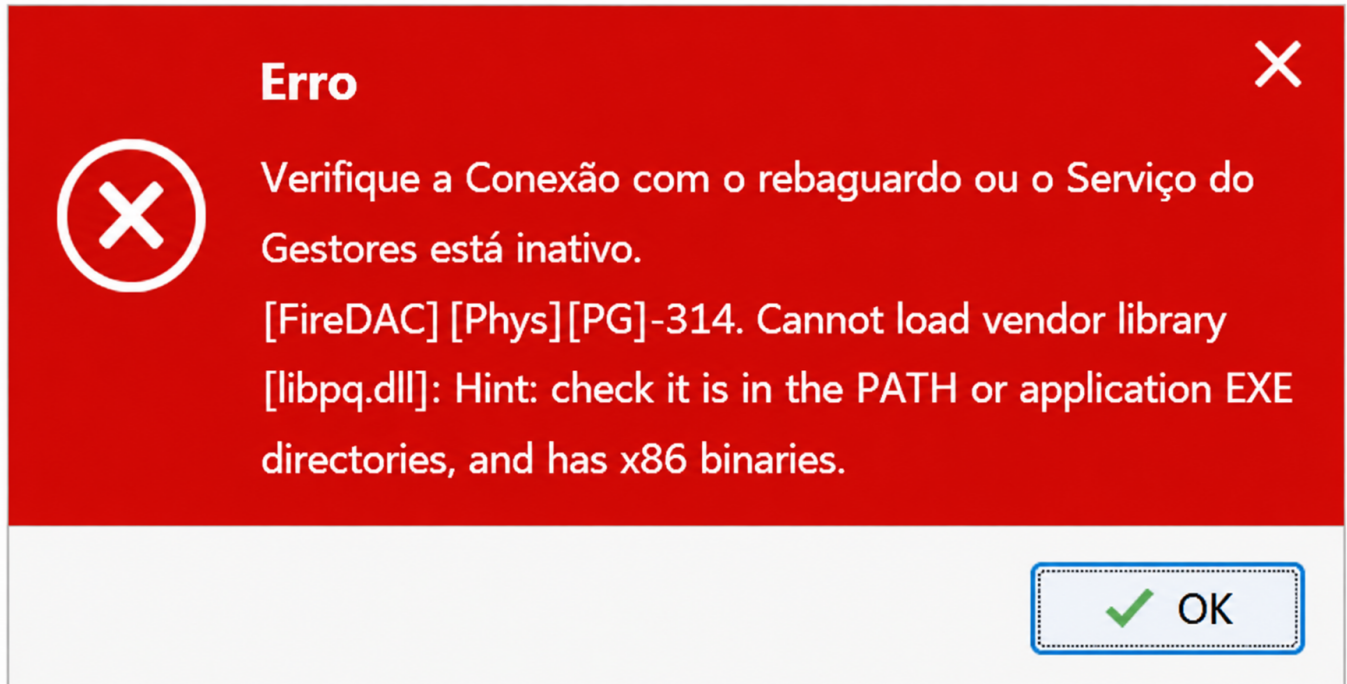 Erro
Verifique a Conexão com o rebaguardo ou o Serviço do
Gestores está inativo.
[FireDAC][Phys][PG]-314. Cannot load vendor library
[libpq.dll]: Hint: check it is in the PATH or application EXE
directories, and has x86 binaries.
OK